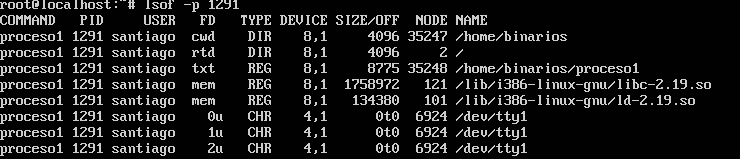 root@localhost:~# lsof -p 1291
COMMAND PID USER FD TYPE DEVICE SIZE/OFF NODE NAME
proceso1 1291 santiago cwd DIR 8,1 4096 35247 /home/binarios
proceso1 1291 santiago rtd DIR 8,1 4096 2 /
proceso1 1291 santiago txt REG 8,1 8775 35248 /home/binarios/proceso1
proceso1 1291 santiago mem REG 8,1 1758972 121 /lib/i386-linux-gnu/libc-2.19.so
proceso1 1291 santiago mem REG 8,1 134380 101 /lib/i386-linux-gnu/ld-2.19.so
proceso1 1291 santiago 0u CHR 4,1 0t0 6924 /dev/tty1
proceso1 1291 santiago 1u CHR 4,1 0t0 6924 /dev/tty1
proceso1 1291 santiago 2u CHR 4,1 0t0 6924 /dev/tty1